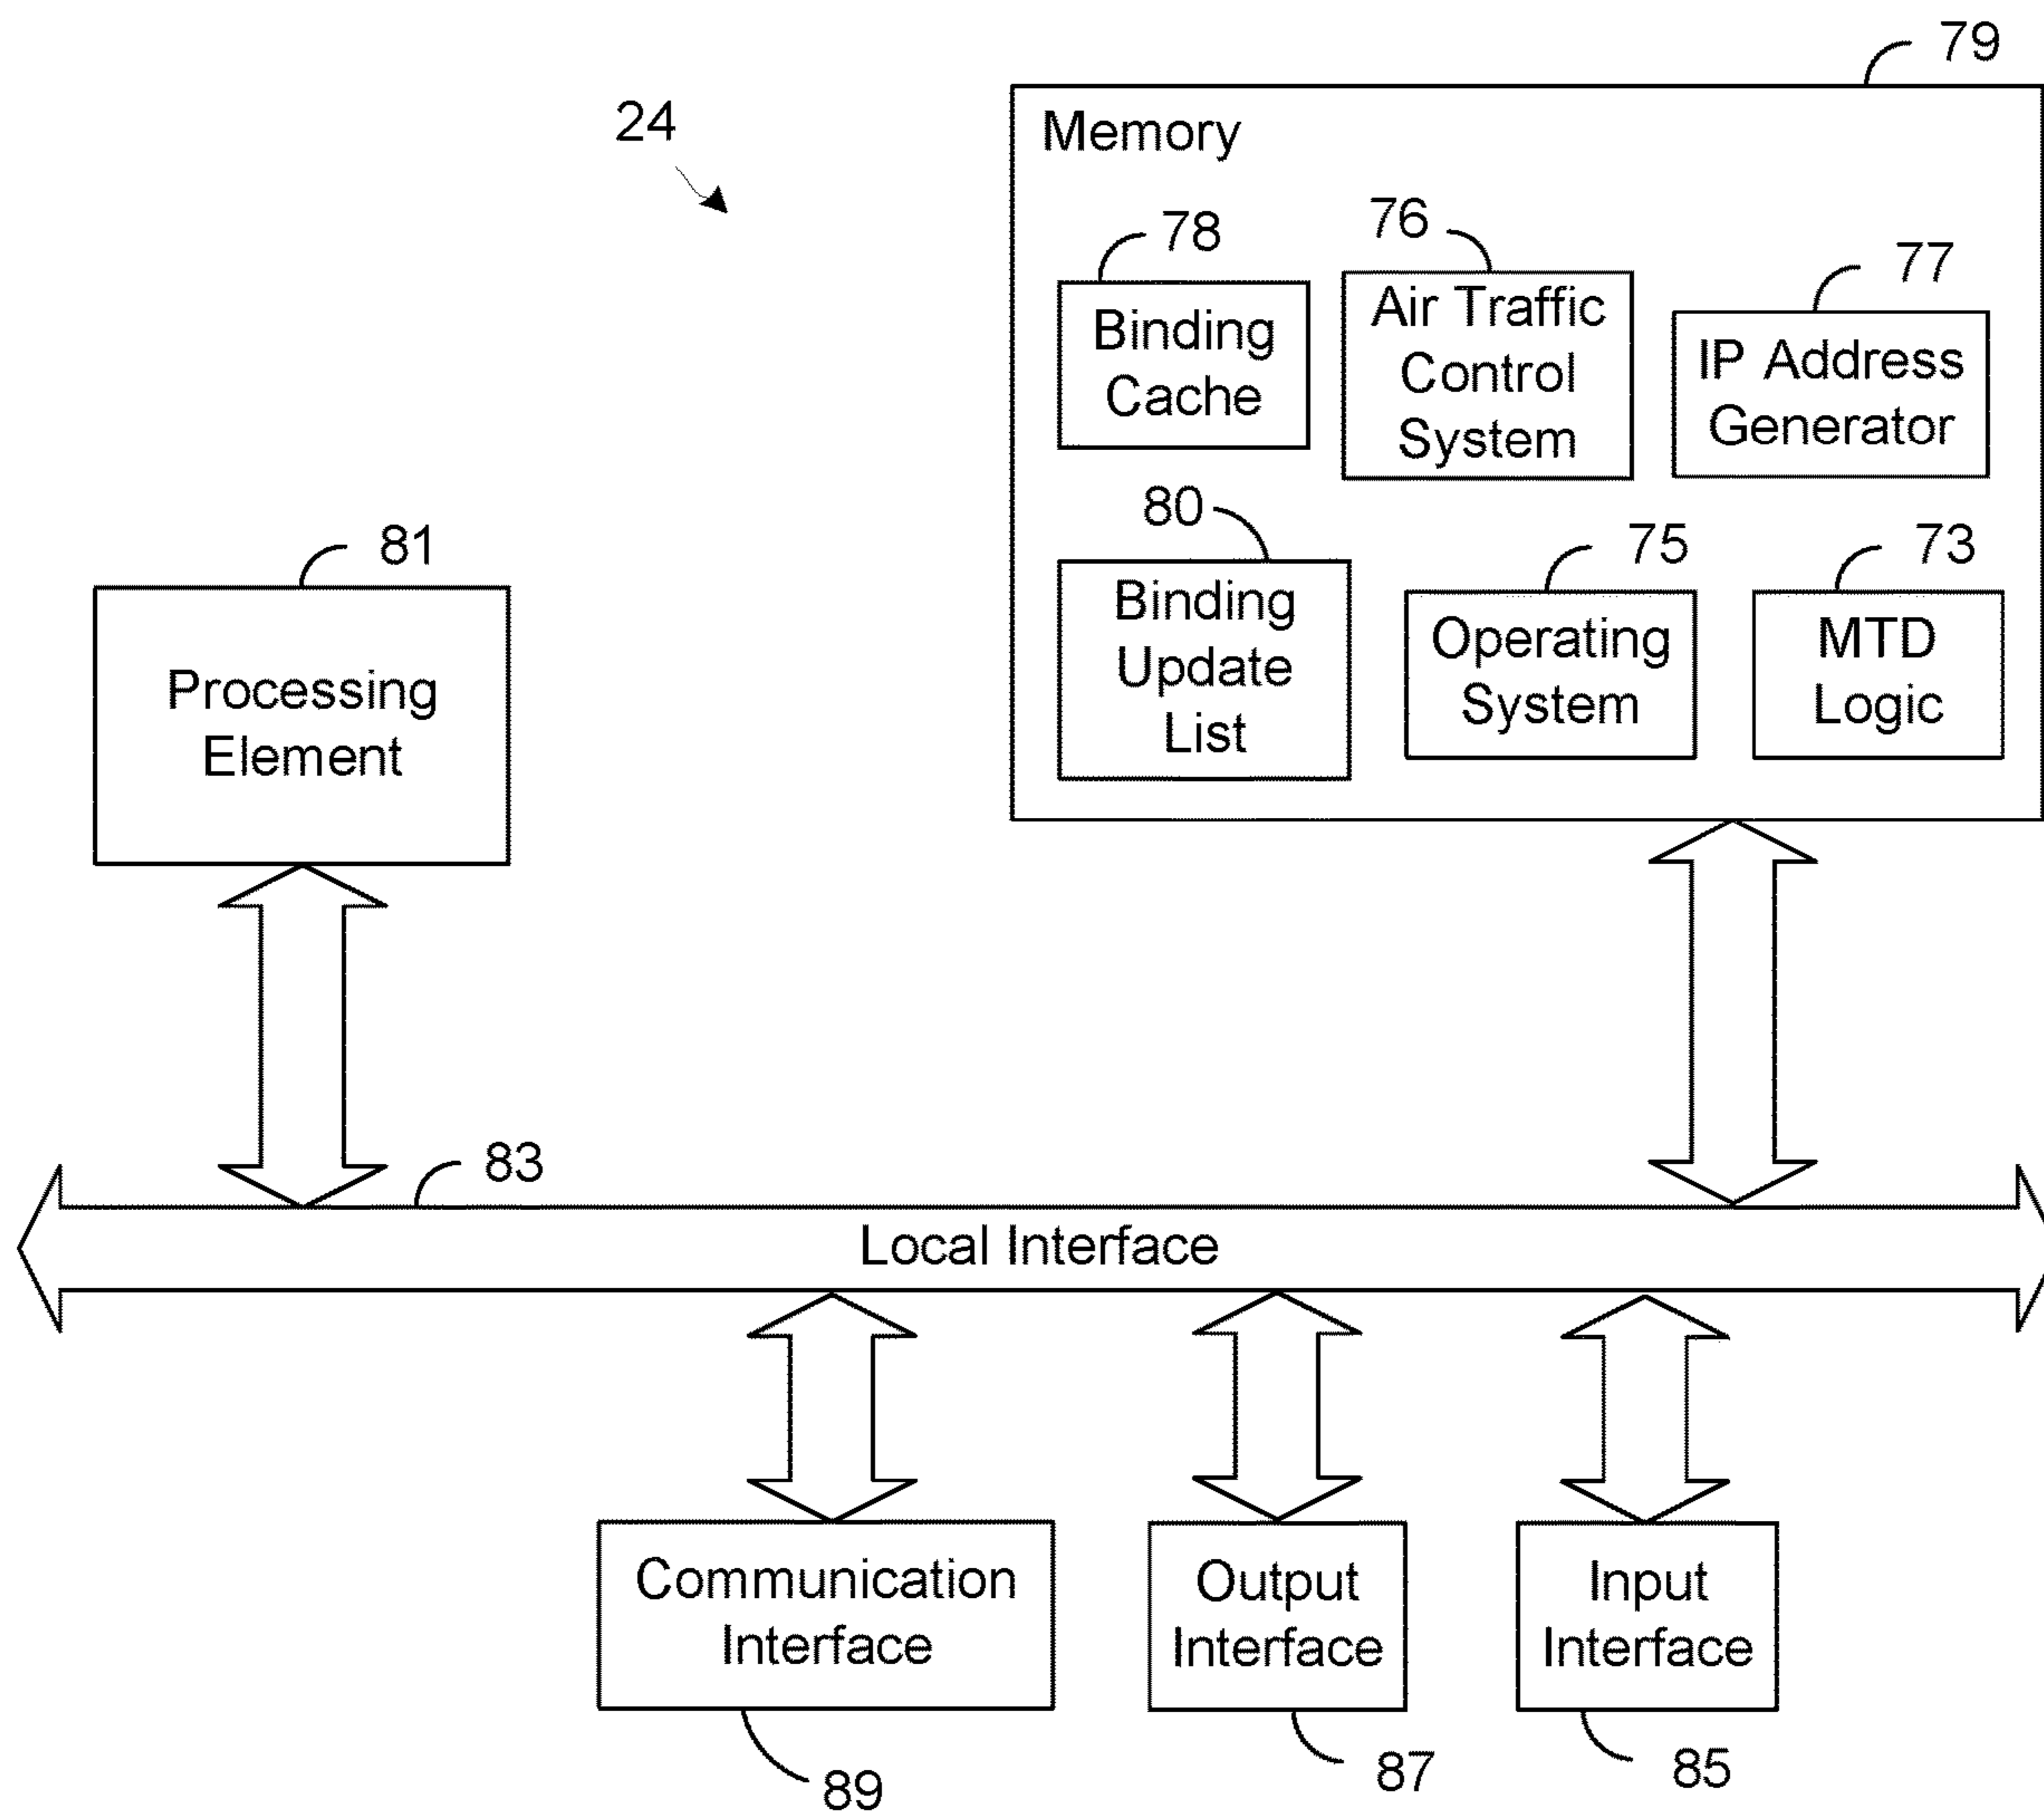 79
24
Memory
78
76
77
Binding
Cache
Air Traffic
Control
System
IP Address
Generator
80
75
73
81
Binding
Update
List
Operating
System
MTD
Logic
Processing
Element
83
Local Interface
Communication
Interface
Output
Interface
Input
Interface
89
87
85